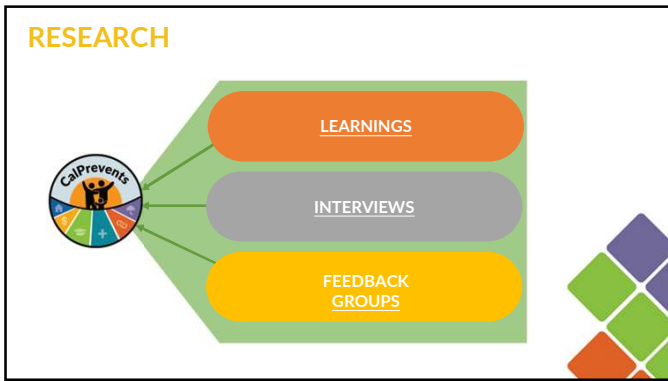 RESEARCH
LEARNINGS
CalPrevents
INTERVIEWS
FEEDBACK
GROUPS